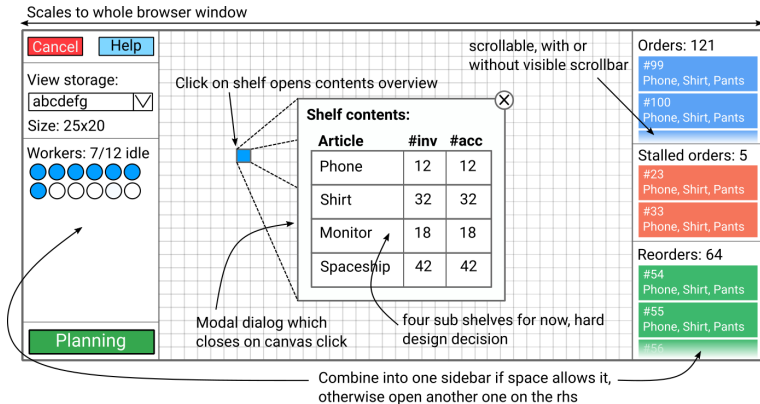 Scales to whole browser window
Cancel
Help
View storage:
abcdefg
Size: 25x20
Workers: 7/12 idle
Planning
Click on shelf opens contents overview
Shelf contents:
Article #inv #acc
Phone 12 12
Shirt 32 32
Monitor 18 18
Spaceship 42 42
Modal dialog which
closes on canvas click
four sub shelves for now, hard
design decision
scrollable, with or
without visible scrollbar
Orders: 121
#99
Phone, Shirt, Pants
#100
Phone, Shirt, Pants
Stalled orders: 5
#23
Phone, Shirt, Pants
#33
Phone, Shirt, Pants
Reorders: 64
#54
Phone, Shirt, Pants
#55
Phone, Shirt, Pants
#56
Combine into one sidebar if space allows it,
otherwise open another one on the rhs